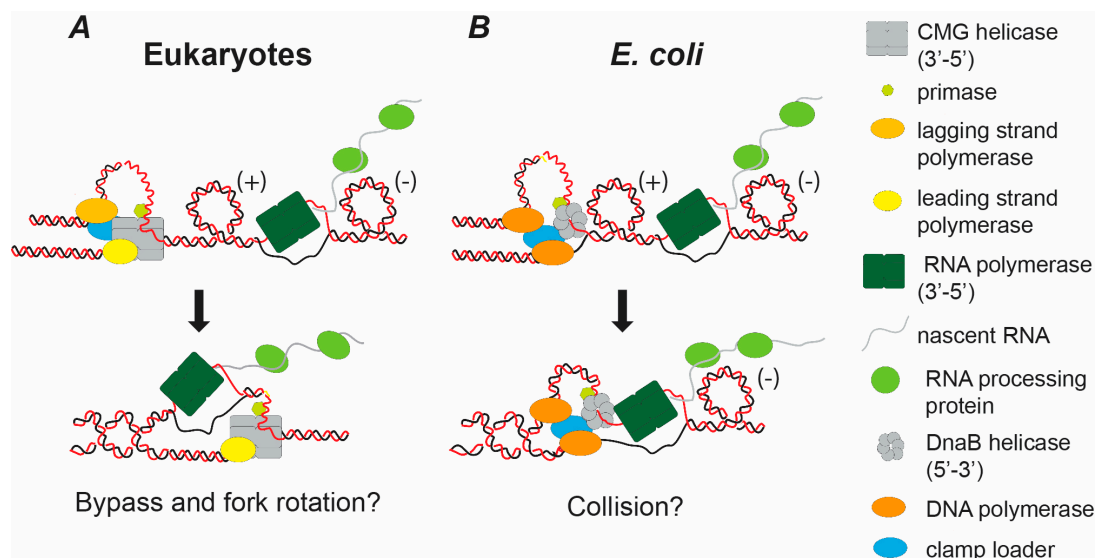 A
Eukaryotes
(+)
(-)
Bypass and fork rotation?
B
E. coli
(+)
(-)
(-)
Collision?
CMG helicase
(3'-5')
primase
lagging strand
polymerase
leading strand
polymerase
RNA polymerase
(3'-5')
nascent RNA
RNA processing
protein
DnaB helicase
(5'-3')
DNA polymerase
clamp loader